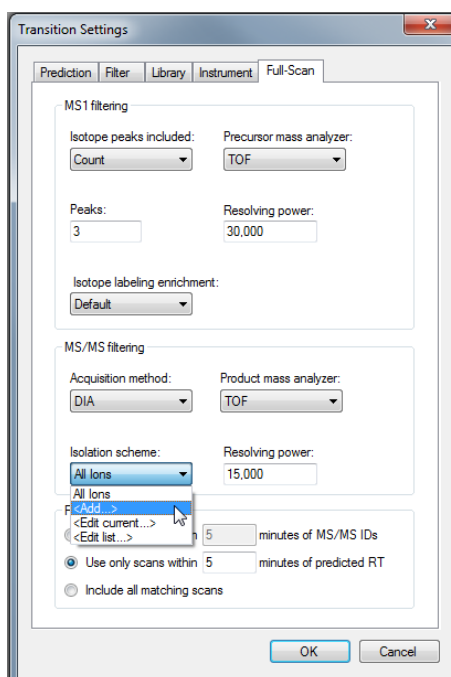 Transition Settings
Prediction Filter Library Instrument Full-Scan
MS1 filtering
Isotope peaks included: Precursor mass analyzer:
Count TOF
Peaks: Resolving power:
3 30,000
Isotope labeling enrichment:
Default
MS/MS filtering
Acquisition method: Product mass analyzer:
DIA TOF
Isolation scheme: Resolving power:
All Ions 15,000
All Ions
<Add...>
<Edit current...>
5 minutes of MS/MS IDs
<Edit list...>
Use only scans within 5 minutes of predicted RT
Include all matching scans
OK Cancel